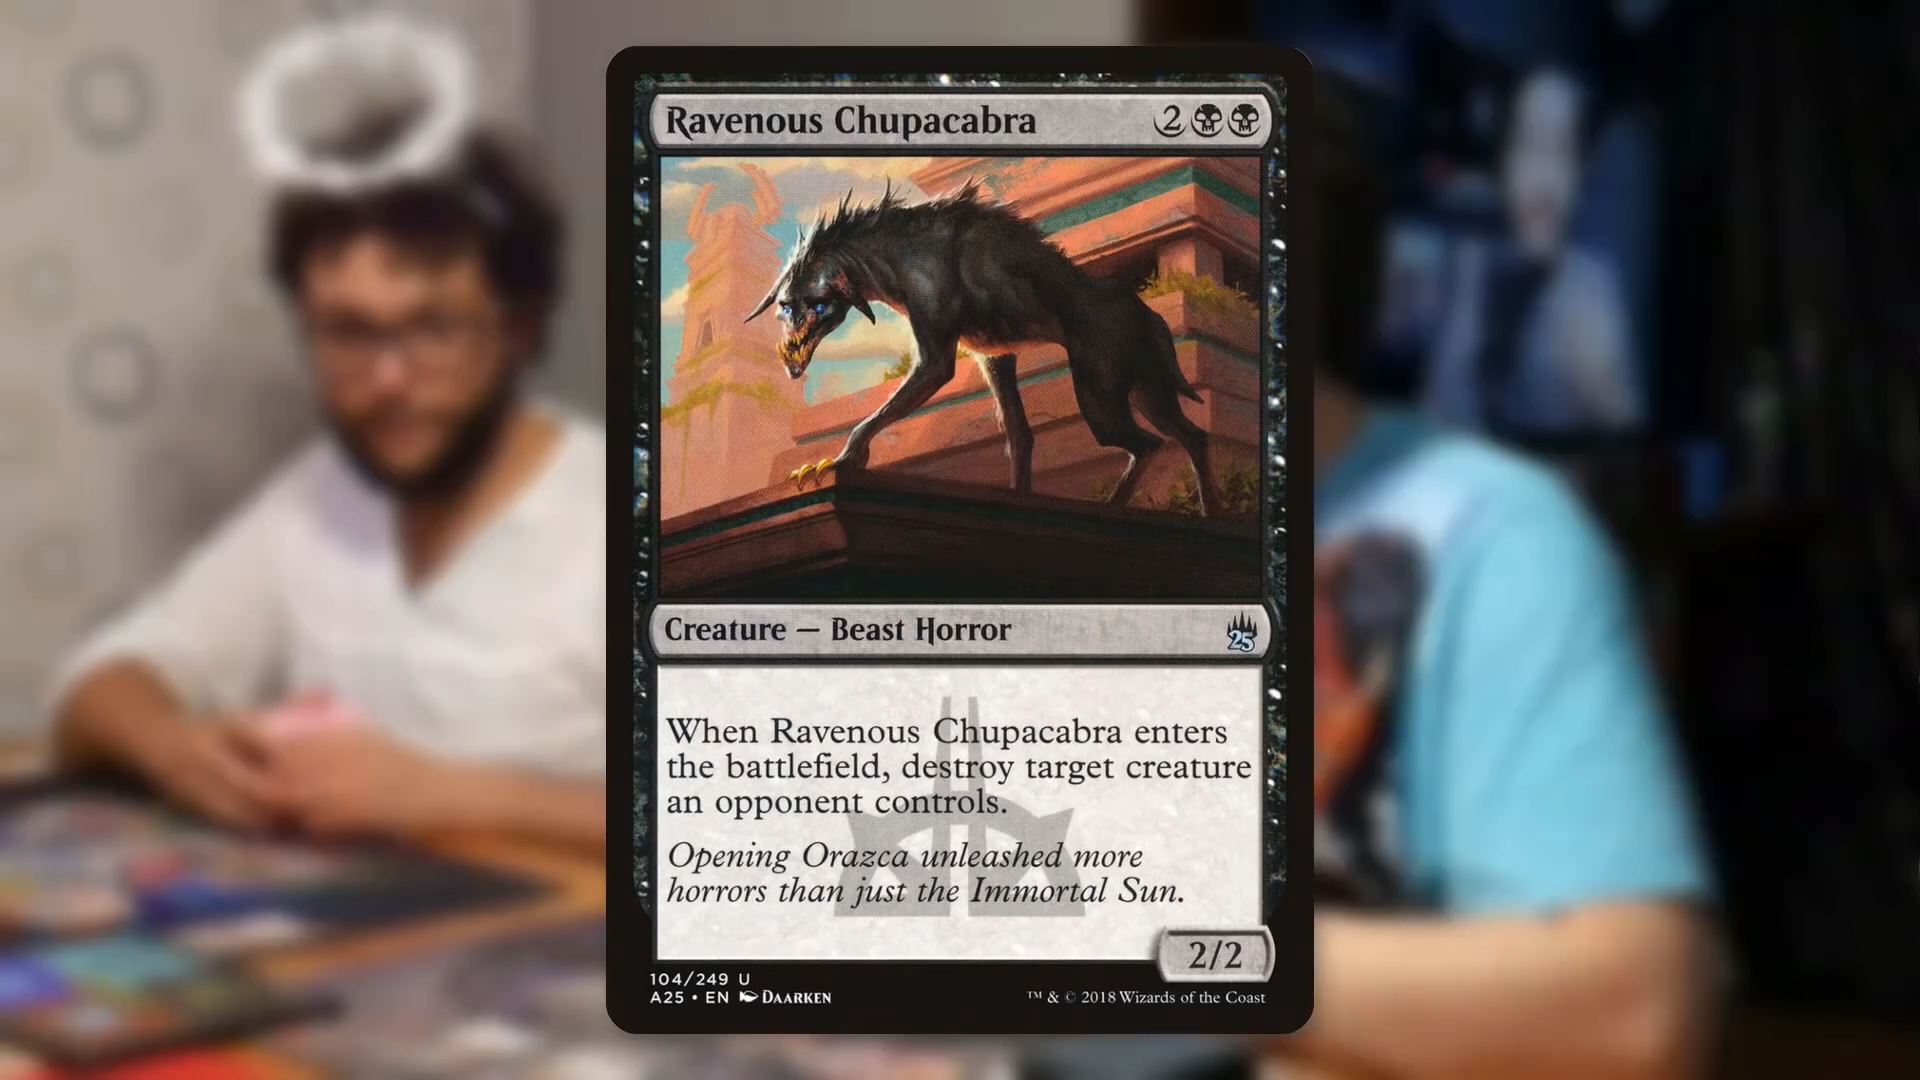 Ravenous Chupacabra 2
Creature — Beast Horror
25
When Ravenous Chupacabra enters
the battlefield, destroy target creature
an opponent controls.
Opening Orazca unleashed more
horrors than just the Immortal Sun.
2/2
104/249 U
A25 • EN Daarken
™ & © 2018 Wizards of the Coast